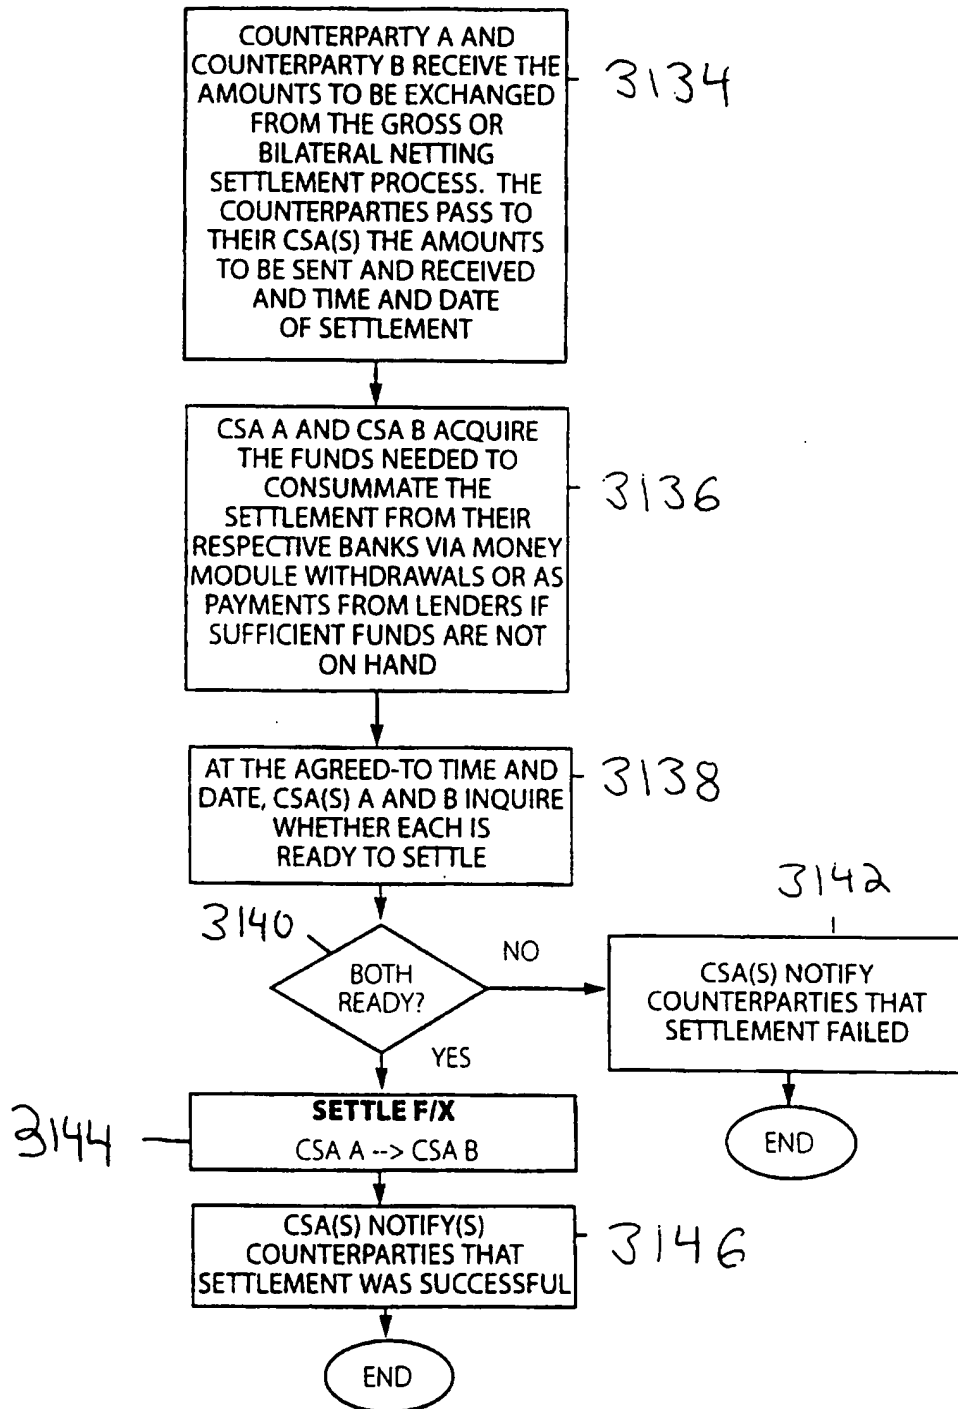 COUNTERPARTY A AND
COUNTERPARTY B RECEIVE THE
AMOUNTS TO BE EXCHANGED
FROM THE GROSS OR
BILATERAL NETTING
SETTLEMENT PROCESS. THE
COUNTERPARTIES PASS TO
THEIR CSA(S) THE AMOUNTS
TO BE SENT AND RECEIVED
AND TIME AND DATE
OF SETTLEMENT
3134
CSA A AND CSA B ACQUIRE
THE FUNDS NEEDED TO
CONSUMMATE THE
SETTLEMENT FROM THEIR
RESPECTIVE BANKS VIA MONEY
MODULE WITHDRAWALS OR AS
PAYMENTS FROM LENDERS IF
SUFFICIENT FUNDS ARE NOT
ON HAND
3136
AT THE AGREED-TO TIME AND
DATE, CSA(S) A AND B INQUIRE
WHETHER EACH IS
READY TO SETTLE
3138
3140
BOTH
READY?
NO
3142
CSA(S) NOTIFY
COUNTERPARTIES THAT
SETTLEMENT FAILED
END
YES
3144
SETTLE F/X
CSA A --> CSA B
CSA(S) NOTIFY(S)
COUNTERPARTIES THAT
SETTLEMENT WAS SUCCESSFUL
3146
END